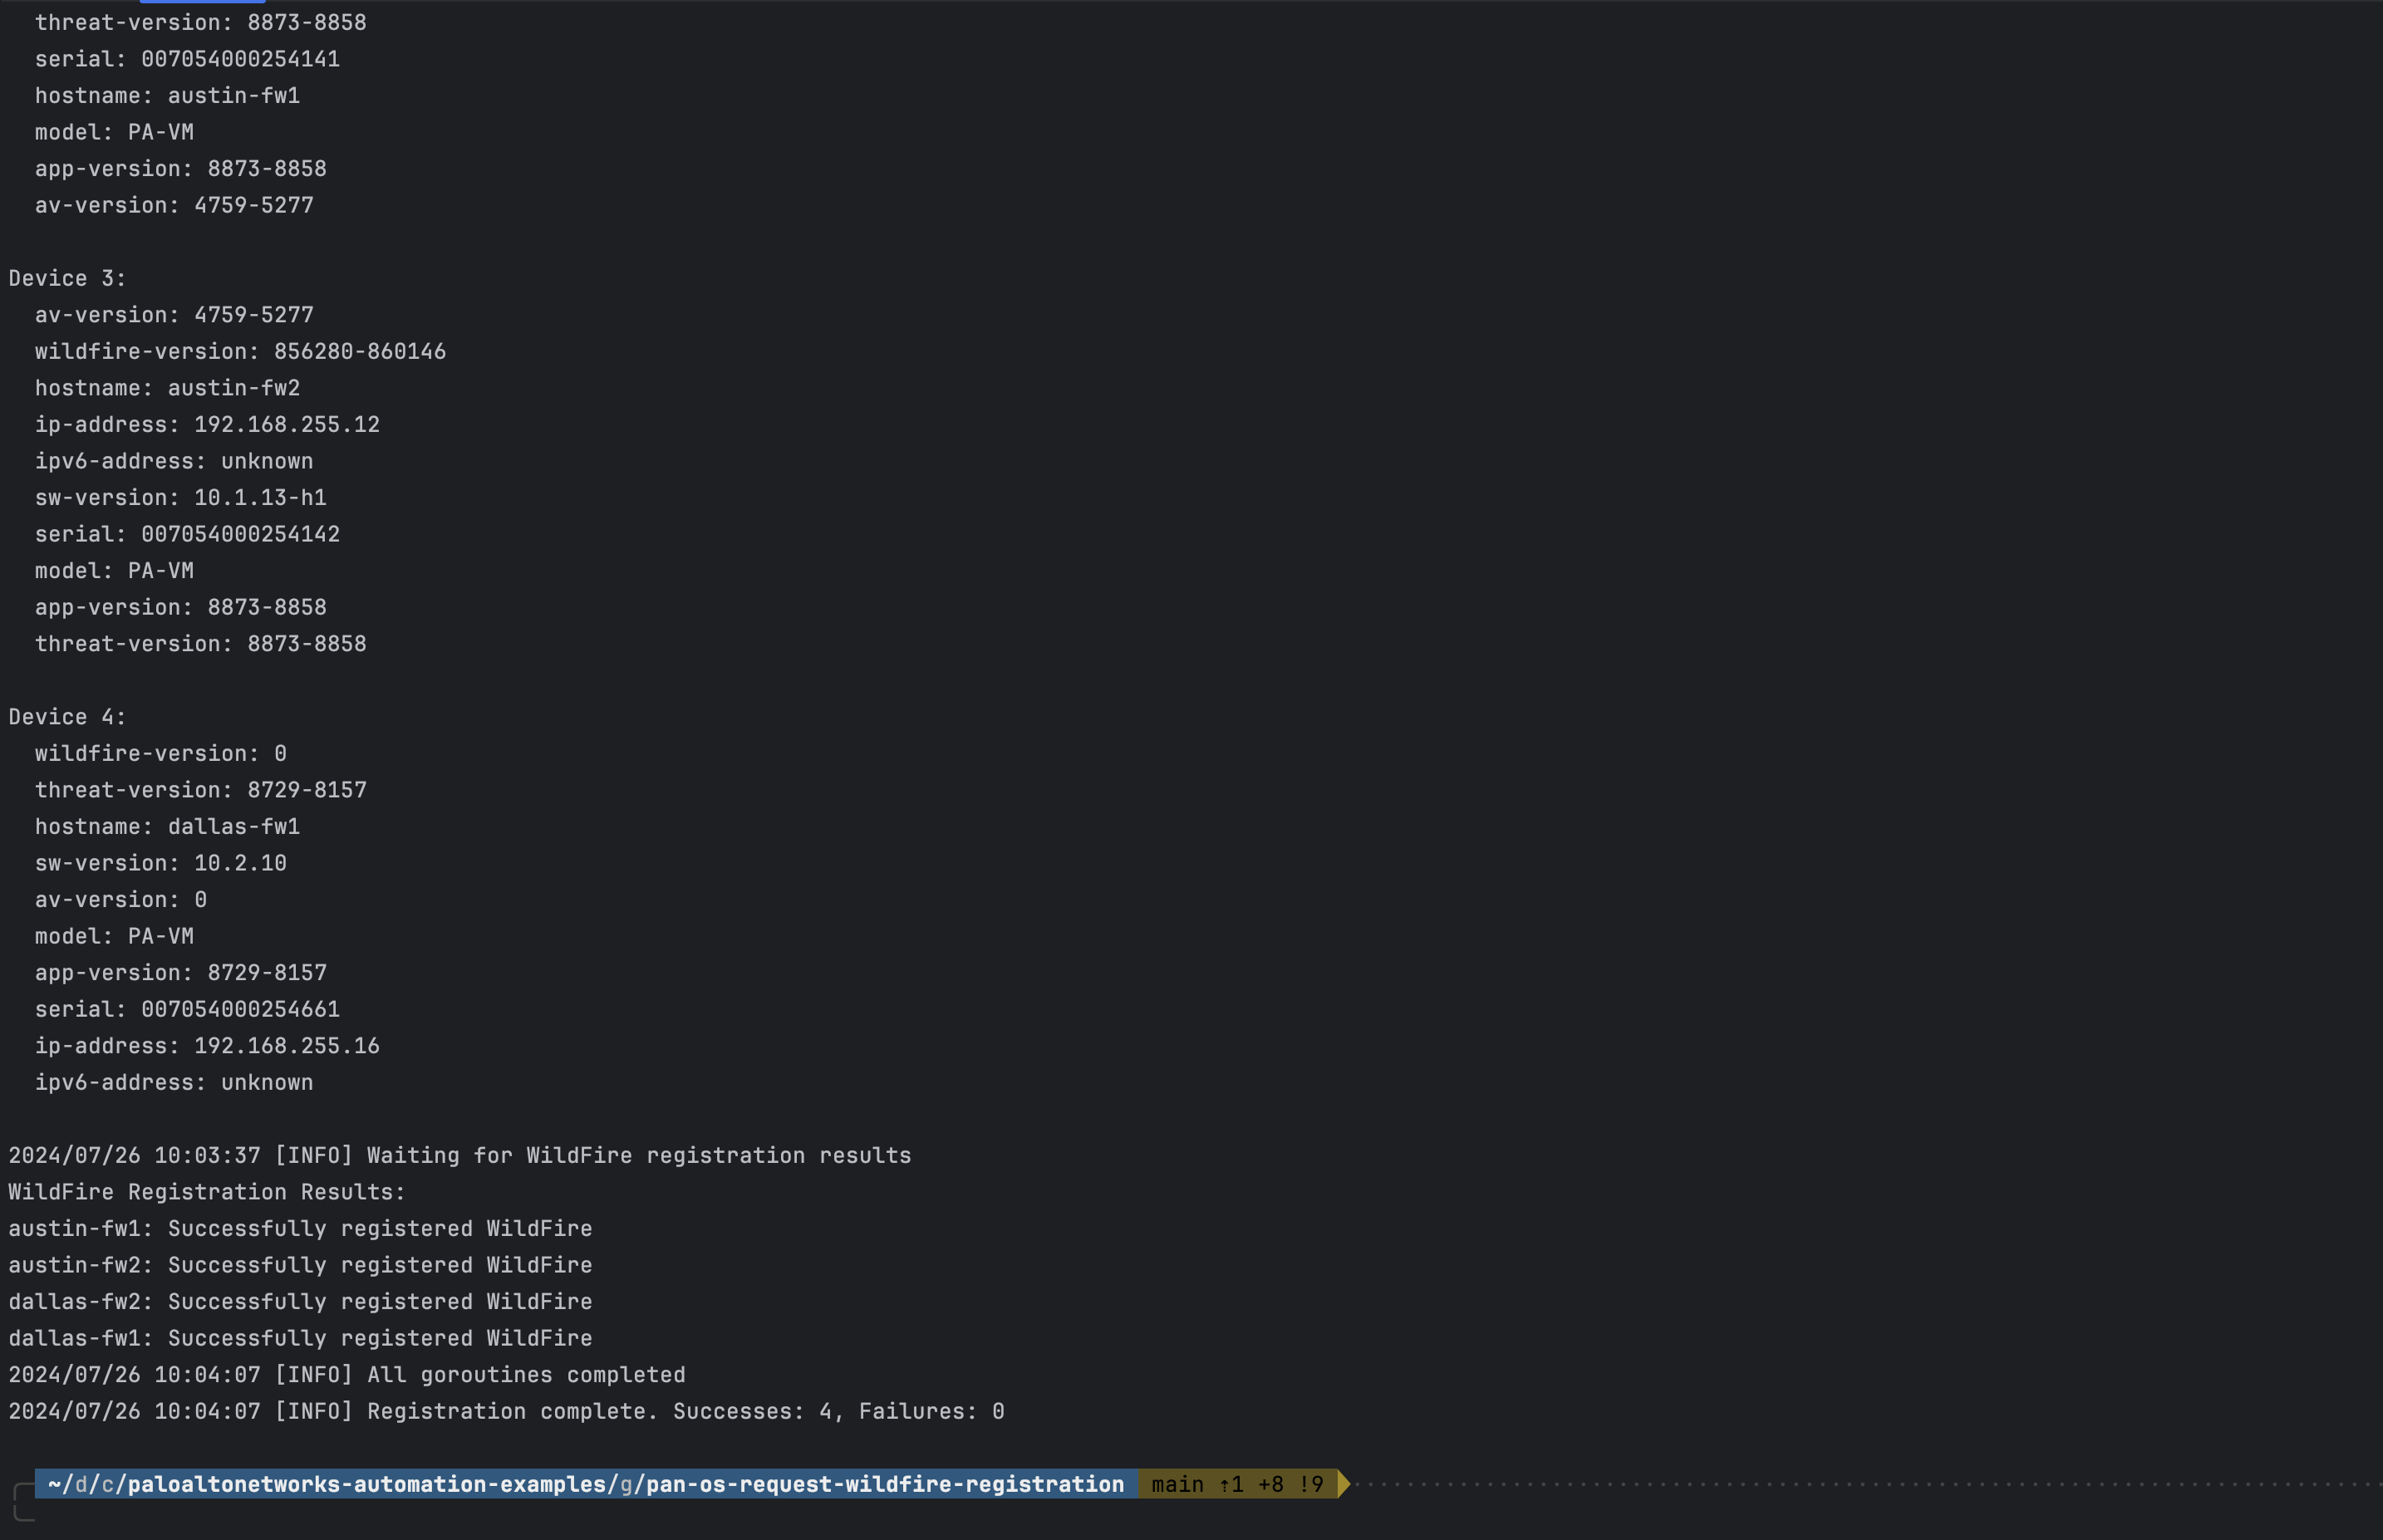 threat-version: 8873-8858
serial: 007054000254141
hostname: austin-fw1
model: PA-VM
app-version: 8873-8858
av-version: 4759-5277
Device 3:
av-version: 4759-5277
wildfire-version: 856280-860146
hostname: austin-fw2
ip-address: 192.168.255.12
ipv6-address: unknown
sw-version: 10.1.13-h1
serial: 007054000254142
model: PA-VM
app-version: 8873-8858
threat-version: 8873-8858
Device 4:
wildfire-version: 0
threat-version: 8729-8157
hostname: dallas-fw1
sw-version: 10.2.10
av-version: 0
model: PA-VM
app-version: 8729-8157
serial: 007054000254661
ip-address: 192.168.255.16
ipv6-address: unknown
2024/07/26 10:03:37 [INFO] Waiting for WildFire registration results
WildFire Registration Results:
austin-fw1: Successfully registered WildFire
austin-fw2: Successfully registered WildFire
dallas-fw2: Successfully registered WildFire
dallas-fw1: Successfully registered WildFire
2024/07/26 10:04:07 [INFO] All goroutines completed
2024/07/26 10:04:07 [INFO] Registration complete. Successes: 4, Failures: 0
~/d/c/paloaltonetworks-automation-examples/g/pan-os-request-wildfire-registration main ⇡1 +8 !9